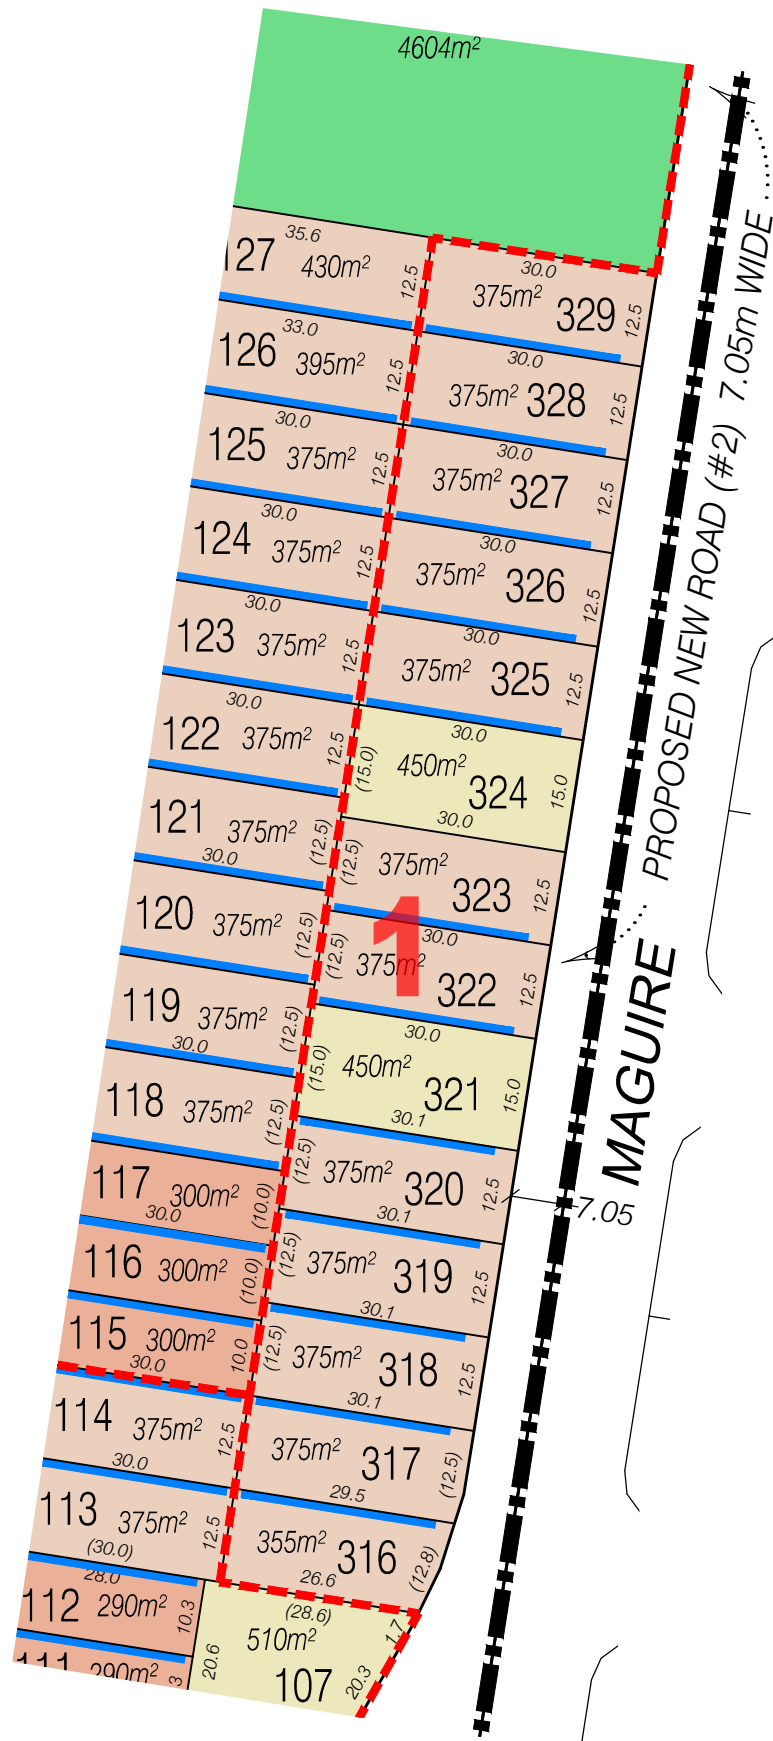 4604m²
35.6
127 430m² 12.5
30.0
375m² 329 12.5
33.0
126 395m² 12.5
30.0
375m² 328 12.5
30.0
125 375m² 12.5
30.0
375m² 327 12.5
30.0
124 375m² 12.5
30.0
375m² 326 12.5
30.0
123 375m² 12.5
30.0
375m² 325 12.5
30.0
122 375m² 12.5
30.0
(15.0) 450m² 324 15.0
30.0
121 375m² (12.5)
30.0
(12.5) 375m² 323 12.5
30.0
120 375m² (12.5)
(12.5) 375m² 322 12.5
30.0
1
119 375m² (12.5)
30.0
(15.0) 450m² 321 15.0
30.1
118 375m² (12.5)
(12.5) 375m² 320 12.5
30.1
117 300m² (10.0)
30.0
(12.5) 375m² 319 12.5
30.1
116 300m² (10.0)
(12.5) 375m² 318 12.5
30.1
115 300m² 10.0
30.0
375m² 317 (12.5)
29.5
114 375m² 12.5
30.0
355m² 316 (12.8)
26.6
113 375m² 12.5
(30.0)
28.0
112 290m² 10.3
(28.6)
510m² 1.7
20.6 107 20.3
111 290m² 3
PROPOSED NEW ROAD (#2) 7.05m WIDE
MAGUIRE
7.05